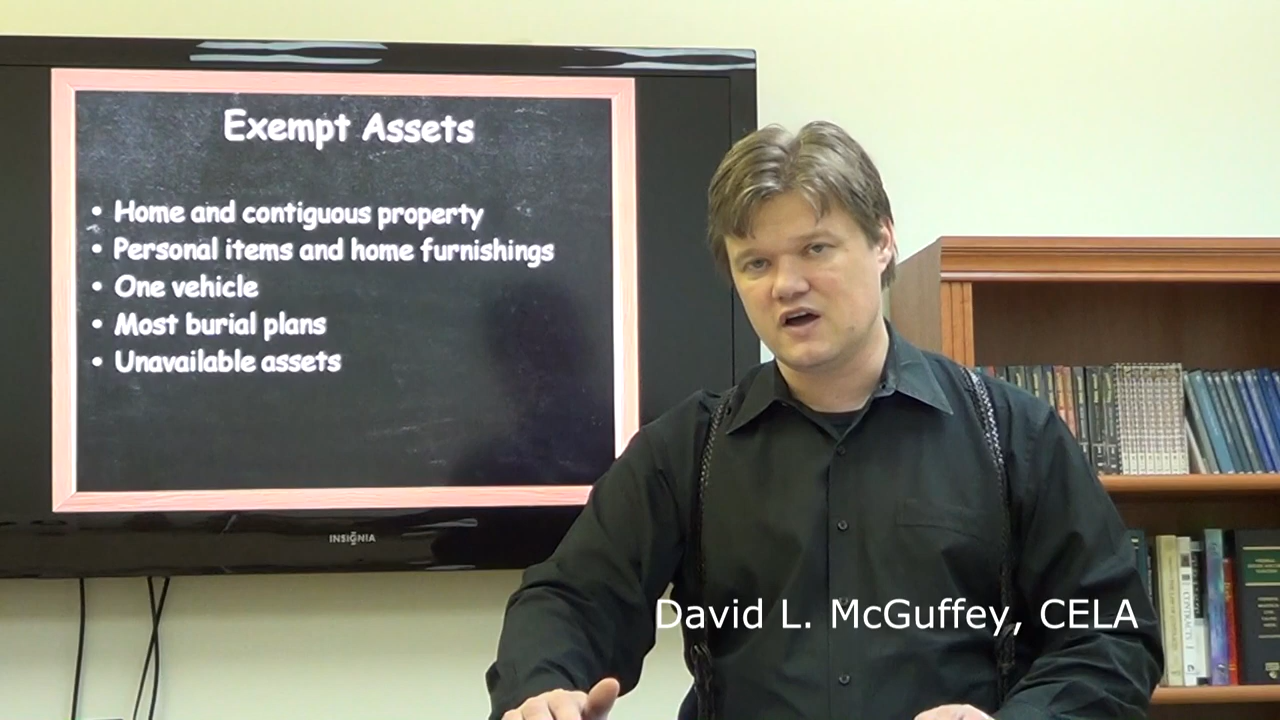 Exempt Assets
• Home and contiguous property
• Personal items and home furnishings
• One vehicle
• Most burial plans
• Unavailable assets
INSIGNIA
David L. McGuffey, CELA
CONTRACTS